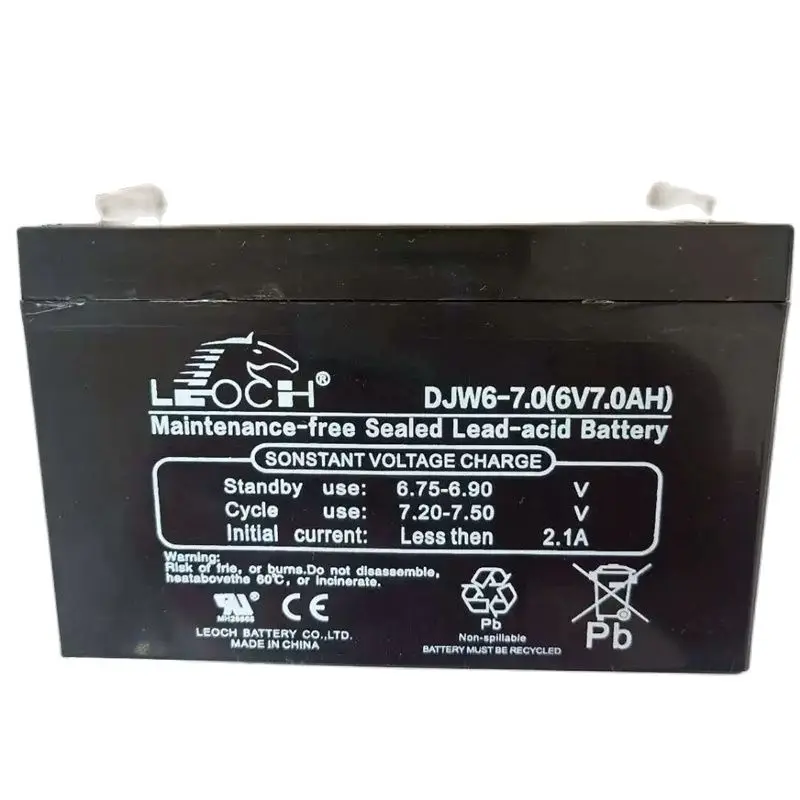 LEOCH®
DJW6-7.0(6V7.0AH)
Maintenance-free Sealed Lead-acid Battery
SONSTANT VOLTAGE CHARGE
Standby use: 6.75-6.90 V
Cycle use: 7.20-7.50 V
Initial current: Less then 2.1A
Warning:
Risk of frie, or burns.Do not disassemble,
heatabovethe 60℃, or incinerate.
CE
Pb
Non-spillable
BATTERY MUST BE RECYCLED
Pb
LEOCH BATTERY CO.,LTD.
MADE IN CHINA